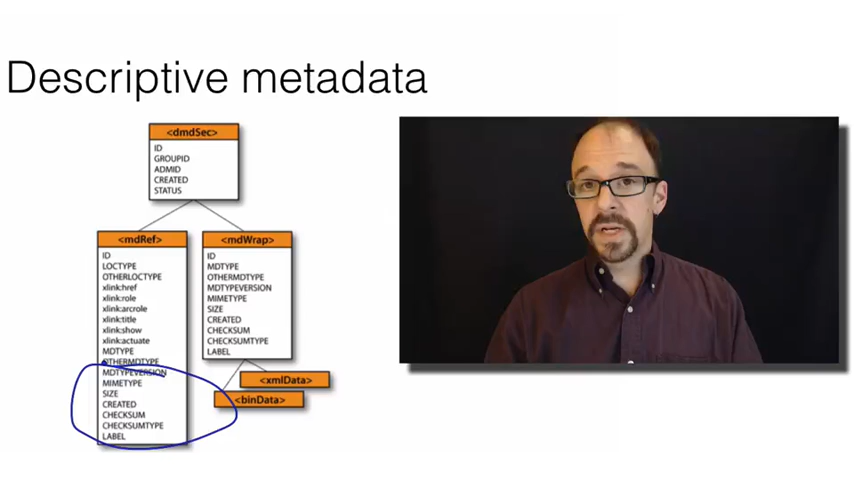 Descriptive metadata
<dmdSec>
ID
GROUPID
ADMID
CREATED
STATUS
<mdRef>
ID
LOCTYPE
OTHERLOCTYPE
xlink:href
xlink:role
xlink:arcrole
xlink:title
xlink:show
xlink:actuate
MDTYPE
OTHERMDTYPE
MDTYPEVERSION
MIMETYPE
SIZE
CREATED
CHECKSUM
CHECKSUMTYPE
LABEL
<mdWrap>
ID
MDTYPE
OTHERMDTYPE
MDTYPEVERSION
MIMETYPE
SIZE
CREATED
CHECKSUM
CHECKSUMTYPE
LABEL
<xmlData>
<binData>